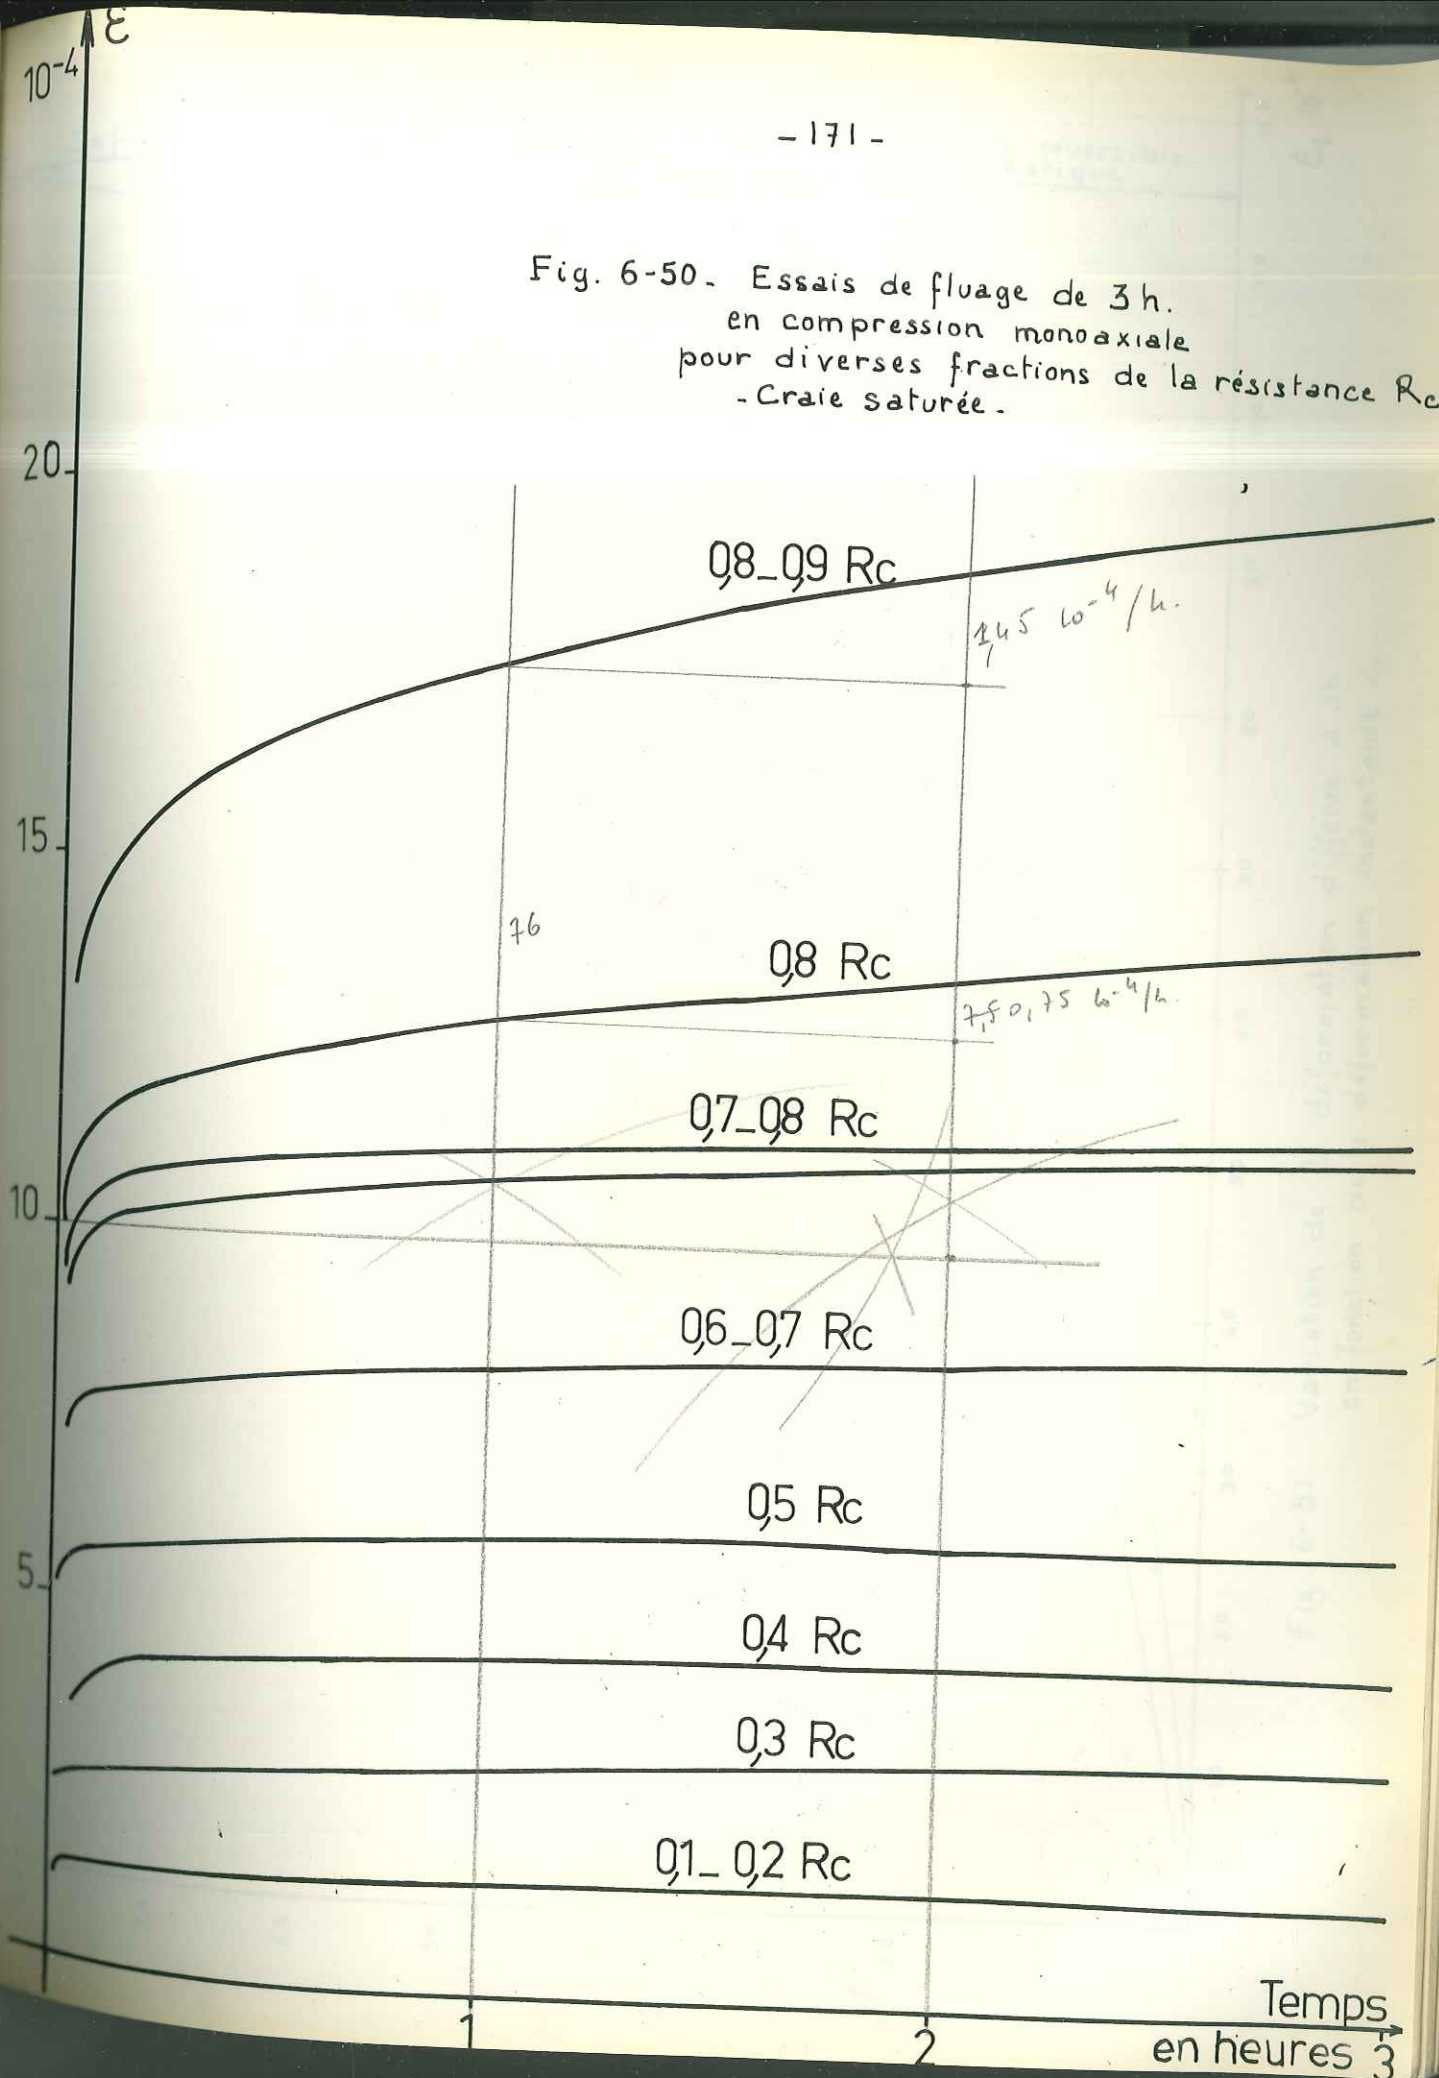 ε
10⁻⁴
- 171 -
Fig. 6-50. Essais de fluage de 3h.
en compression monoaxiale
pour diverses fractions de la résistance Rc
- Craie saturée -
20
0,8_0,9 Rc
1,45 10⁻⁴/h.
15
76
0,8 Rc
0,75 10⁻⁴/h.
0,7_0,8 Rc
10
0,6_0,7 Rc
0,5 Rc
5
0,4 Rc
0,3 Rc
0,1_0,2 Rc
Temps
en heures
1
2
3